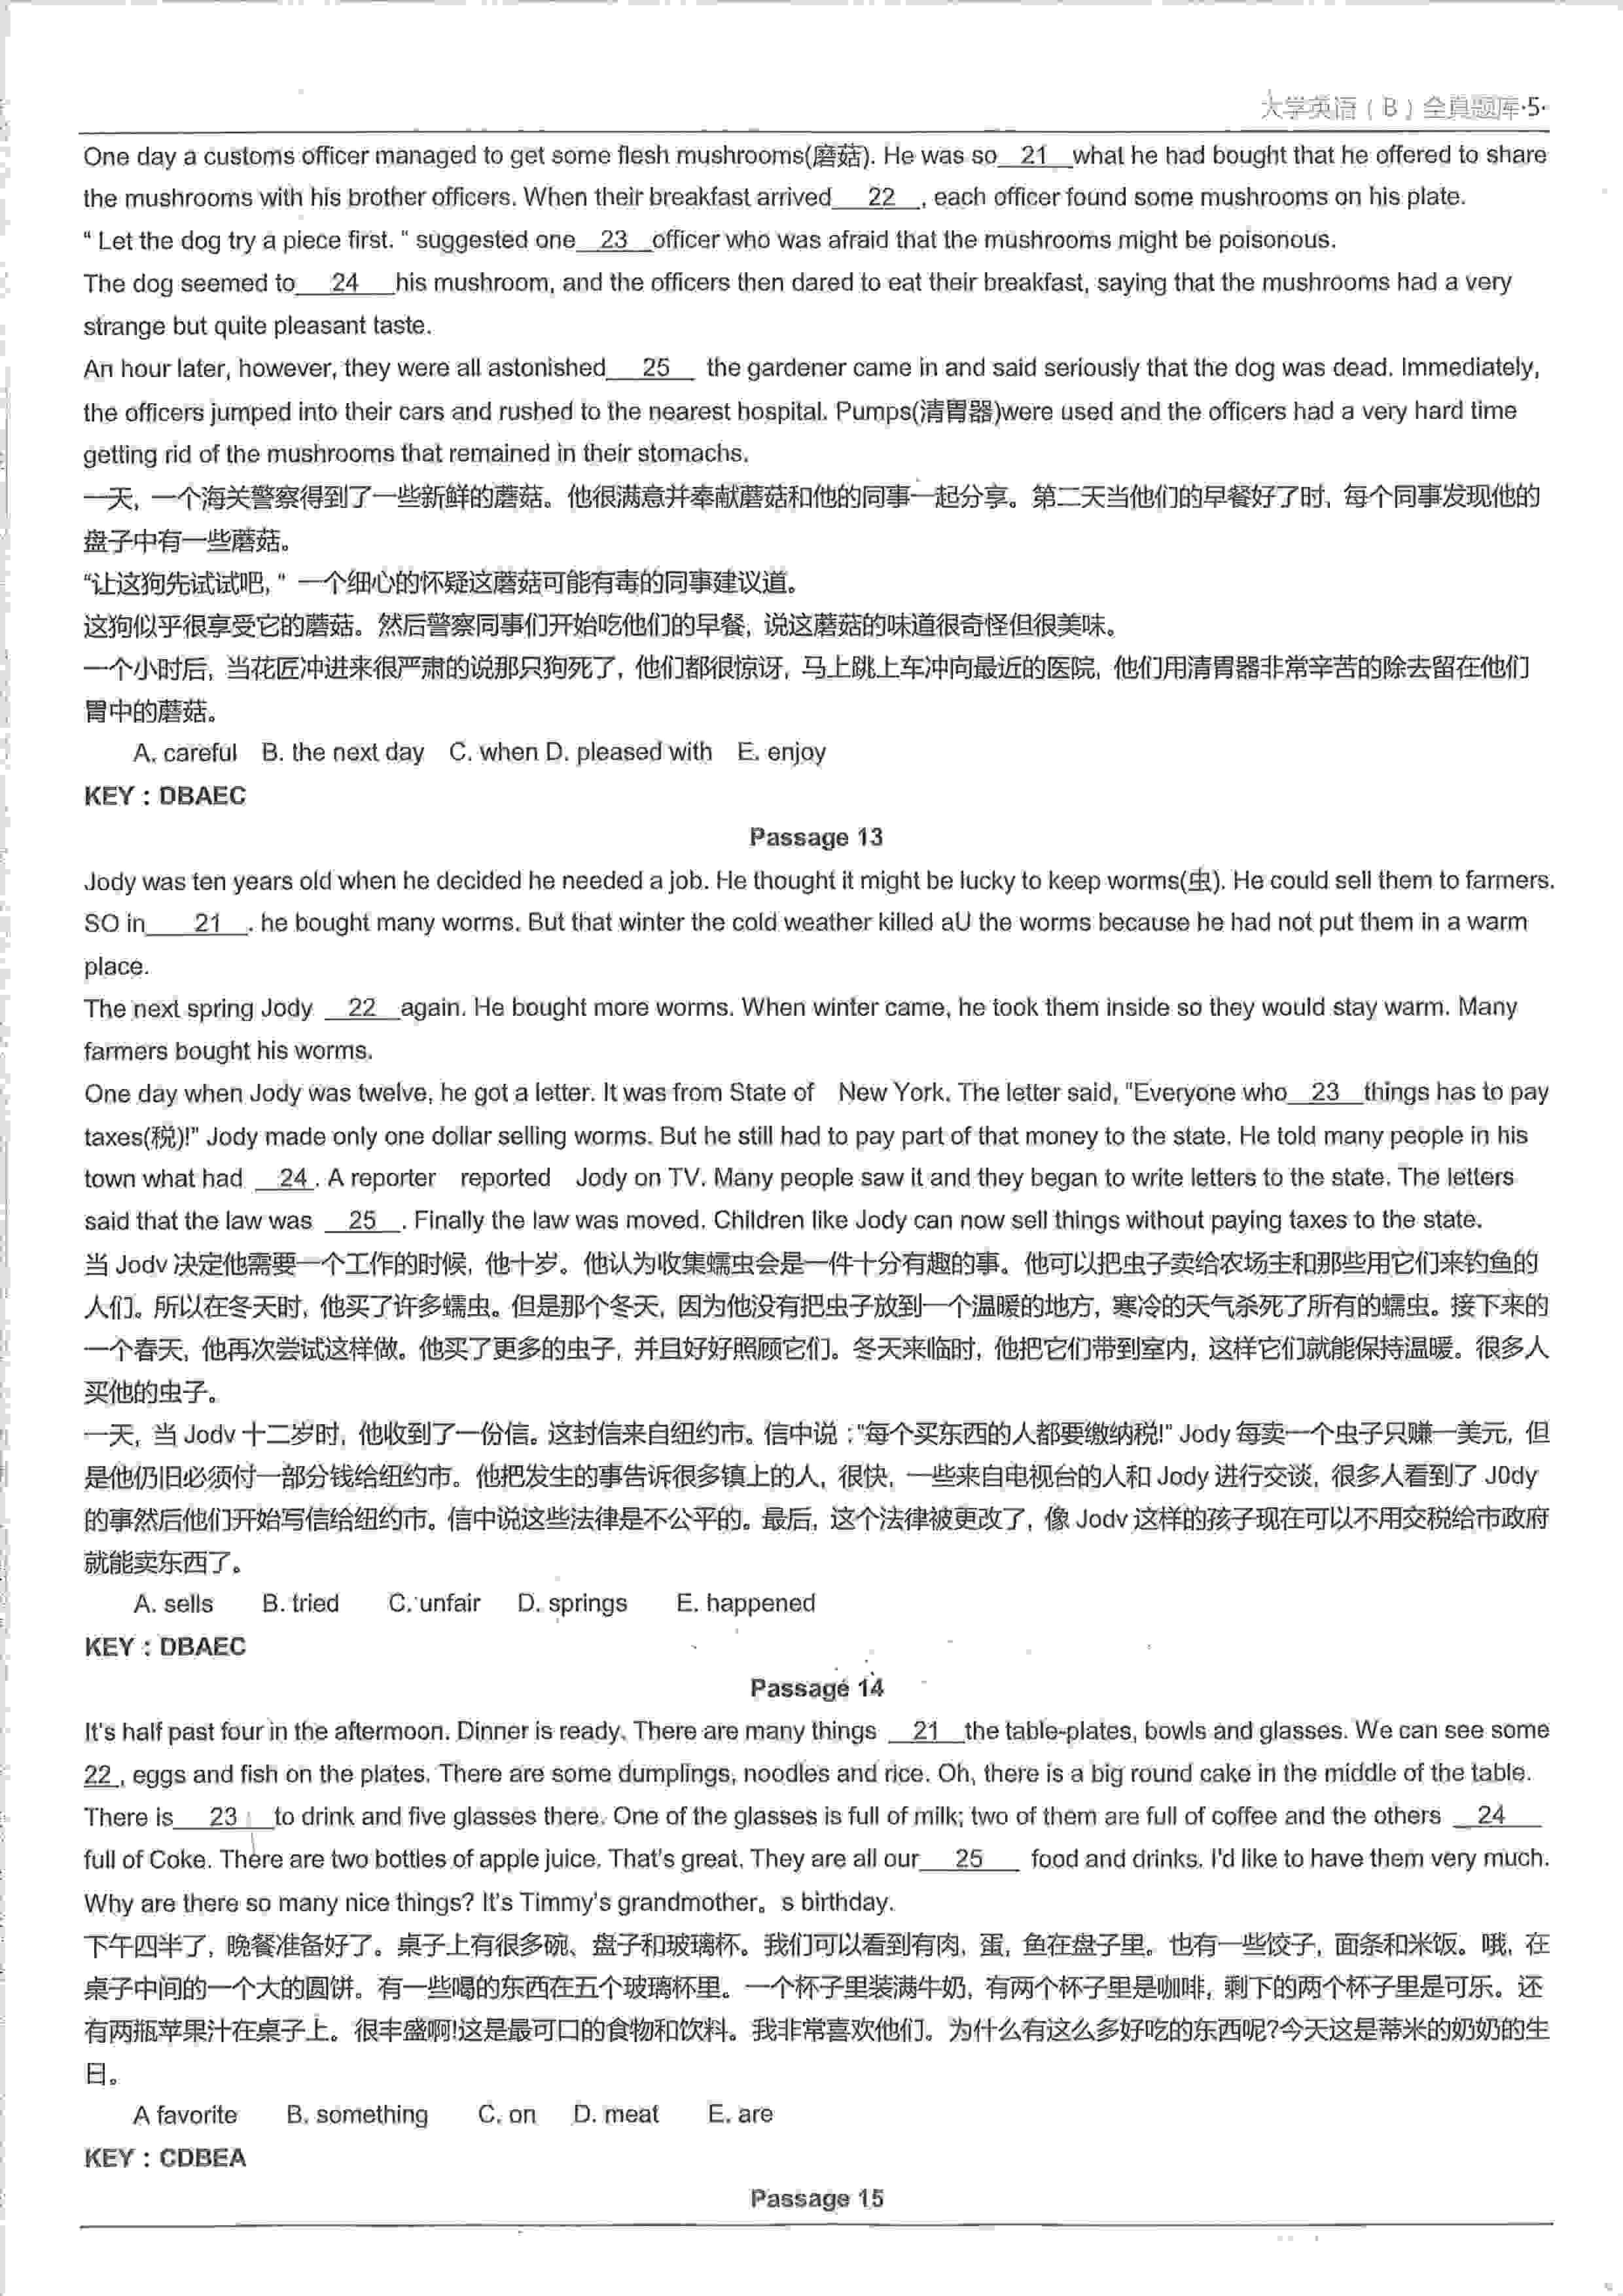 大学英语（B）全真题库·5·
One day a customs officer managed to get some flesh mushrooms(磨菇). He was so 21 what he had bought that he offered to share
the mushrooms with his brother officers. When their breakfast arrived 22 , each officer found some mushrooms on his plate.
“ Let the dog try a piece first. “ suggested one 23 officer who was afraid that the mushrooms might be poisonous.
The dog seemed to 24 his mushroom, and the officers then dared to eat their breakfast, saying that the mushrooms had a very
strange but quite pleasant taste.
An hour later, however, they were all astonished 25 the gardener came in and said seriously that the dog was dead. Immediately,
the officers jumped into their cars and rushed to the nearest hospital. Pumps(清胃器)were used and the officers had a very hard time
getting rid of the mushrooms that remained in their stomachs.
一天, 一个海关警察得到了一些新鲜的蘑菇。他很满意并奉献蘑菇和他的同事一起分享。第二天当他们的早餐好了时, 每个同事发现他的
盘子中有一些蘑菇。
“让这狗先试试吧, ” 一个细心的怀疑这蘑菇可能有毒的同事建议道。
这狗似乎很享受它的蘑菇。然后警察同事们开始吃他们的早餐, 说这蘑菇的味道很奇怪但很美味。
一个小时后, 当花匠冲进来很严肃的说那只狗死了, 他们都很惊讶, 马上跳上车冲向最近的医院, 他们用清胃器非常辛苦的除去留在他们
胃中的蘑菇。
A. careful B. the next day C. when D. pleased with E. enjoy
KEY : DBAEC
Passage 13
Jody was ten years old when he decided he needed a job. He thought it might be lucky to keep worms(虫). He could sell them to farmers.
SO in 21 . he bought many worms. But that winter the cold weather killed aU the worms because he had not put them in a warm
place.
The next spring Jody 22 again. He bought more worms. When winter came, he took them inside so they would stay warm. Many
farmers bought his worms.
One day when Jody was twelve, he got a letter. It was from State of New York. The letter said, "Everyone who 23 things has to pay
taxes(税)!" Jody made only one dollar selling worms. But he still had to pay part of that money to the state. He told many people in his
town what had 24 . A reporter reported Jody on TV. Many people saw it and they began to write letters to the state. The letters
said that the law was 25 . Finally the law was moved. Children like Jody can now sell things without paying taxes to the state.
当 Jodv 决定他需要一个工作的时候, 他十岁。他认为收集蠕虫会是一件十分有趣的事。他可以把虫子卖给农场主和那些用它们来钓鱼的
人们。所以在冬天时, 他买了许多蠕虫。但是那个冬天, 因为他没有把虫子放到一个温暖的地方, 寒冷的天气杀死了所有的蠕虫。接下来的
一个春天, 他再次尝试这样做。他买了更多的虫子, 并且好好照顾它们。冬天来临时, 他把它们带到室内, 这样它们就能保持温暖。很多人
买他的虫子。
一天, 当 Jodv 十二岁时, 他收到了一份信。这封信来自纽约市。信中说 :"每个买东西的人都要缴纳税!" Jody 每卖一个虫子只赚一美元, 但
是他仍旧必须付一部分钱给纽约市。他把发生的事告诉很多镇上的人, 很快, 一些来自电视台的人和 Jody 进行交谈, 很多人看到了 J0dy
的事然后他们开始写信给纽约市。信中说这些法律是不公平的。最后, 这个法律被更改了, 像 Jodv 这样的孩子现在可以不用交税给市政府
就能卖东西了。
A. sells B. tried C. unfair D. springs E. happened
KEY : DBAEC
Passage 14
It's half past four in the aftermoon. Dinner is ready. There are many things 21 the table-plates, bowls and glasses. We can see some
22 , eggs and fish on the plates. There are some dumplings, noodles and rice. Oh, there is a big round cake in the middle of the table.
There is 23 to drink and five glasses there. One of the glasses is full of milk; two of them are full of coffee and the others 24
full of Coke. There are two bottles of apple juice. That's great. They are all our 25 food and drinks. I'd like to have them very much.
Why are there so many nice things? It's Timmy's grandmother。s birthday.
下午四半了, 晚餐准备好了。桌子上有很多碗、盘子和玻璃杯。我们可以看到有肉, 蛋, 鱼在盘子里。也有一些饺子, 面条和米饭。哦, 在
桌子中间的一个大的圆饼。有一些喝的东西在五个玻璃杯里。一个杯子里装满牛奶, 有两个杯子里是咖啡, 剩下的两个杯子里是可乐。还
有两瓶苹果汁在桌子上。很丰盛啊!这是最可口的食物和饮料。我非常喜欢他们。为什么有这么多好吃的东西呢?今天这是蒂米的奶奶的生
日。
A favorite B. something C. on D. meat E. are
KEY : CDBEA
Passage 15